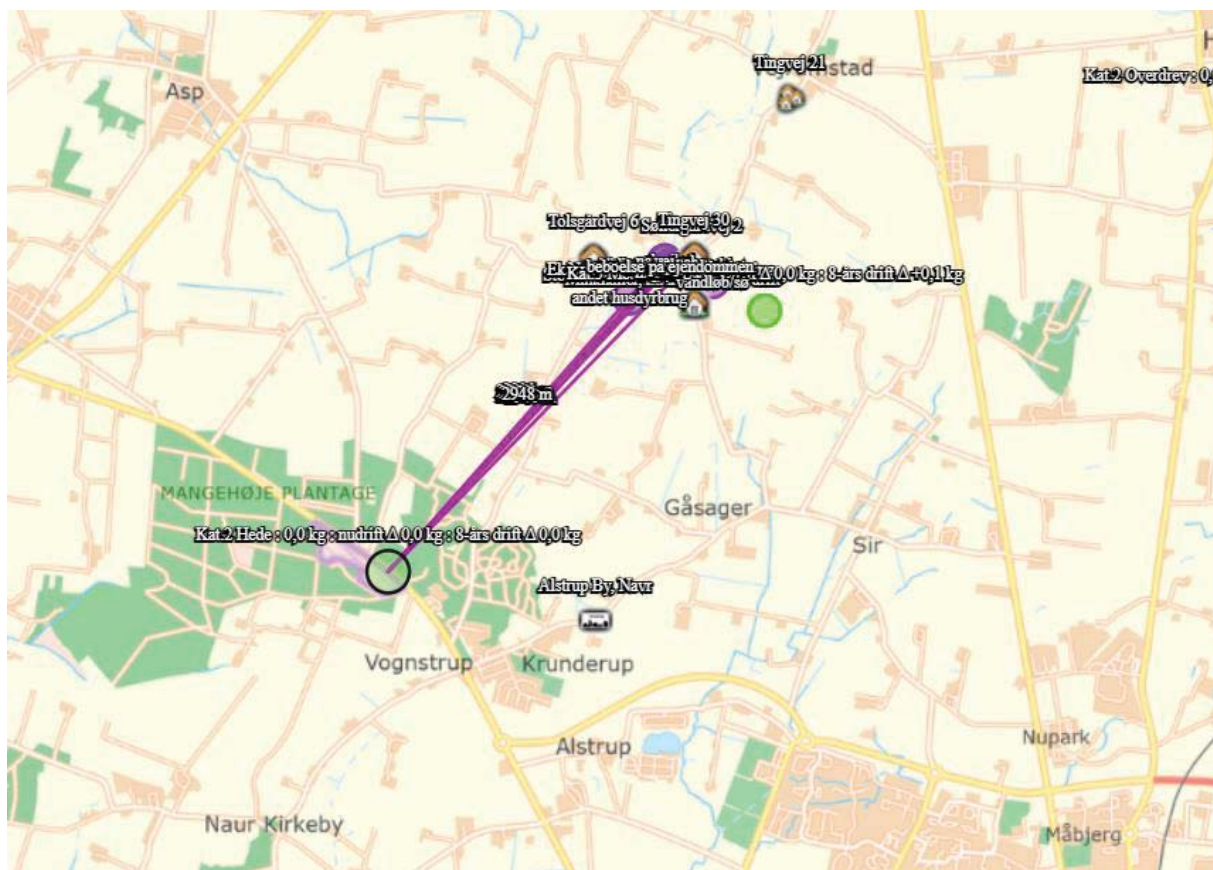 Tingvej 21
stad
Kat.2 Overdrev : 0,
Asp
Tolsgårdvej 6
Tingvej 30
2
beboelse på ejendommen
0,0 kg : 8-års drift Δ +0,1 kg
vandløb/sø
andet husdyrbrug
2948 m
MANGEHØJE PLANTAGE
Gåsager
Kat.2 Hede : 0,0 kg : nudrift Δ 0,0 kg : 8-års drift Δ 0,0 kg
Sir
Alstrup By, Navr
Vognstrup
Krunderup
Alstrup
Nupark
Naur Kirkeby
Måbjerg